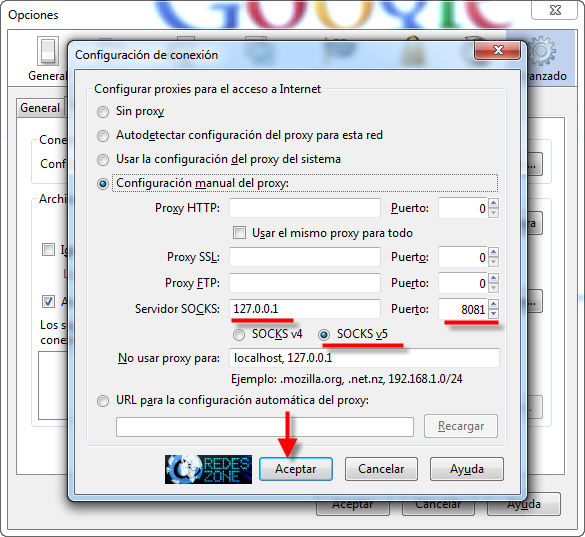 Google
Opciones
General
anzado
Configuración de conexión
General
Configurar proxies para el acceso a Internet
Sin proxy
Autodetectar configuración del proxy para esta red
Usar la configuración del proxy del sistema
Configuración manual del proxy:
Proxy HTTP:
Puerto: 0
Usar el mismo proxy para todo
Proxy SSL:
Puerto: 0
Proxy FTP:
Puerto: 0
Servidor SOCKS: 127.0.0.1
Puerto: 8081
SOCKS v4
SOCKS v5
No usar proxy para: localhost, 127.0.0.1
Ejemplo: .mozilla.org, .net.nz, 192.168.1.0/24
URL para la configuración automática del proxy:
Recargar
REDES
ZONE
Aceptar
Cancelar
Ayuda
Cone
Conf
Archi
Los si
conex
Aceptar
Cancelar
Ayuda